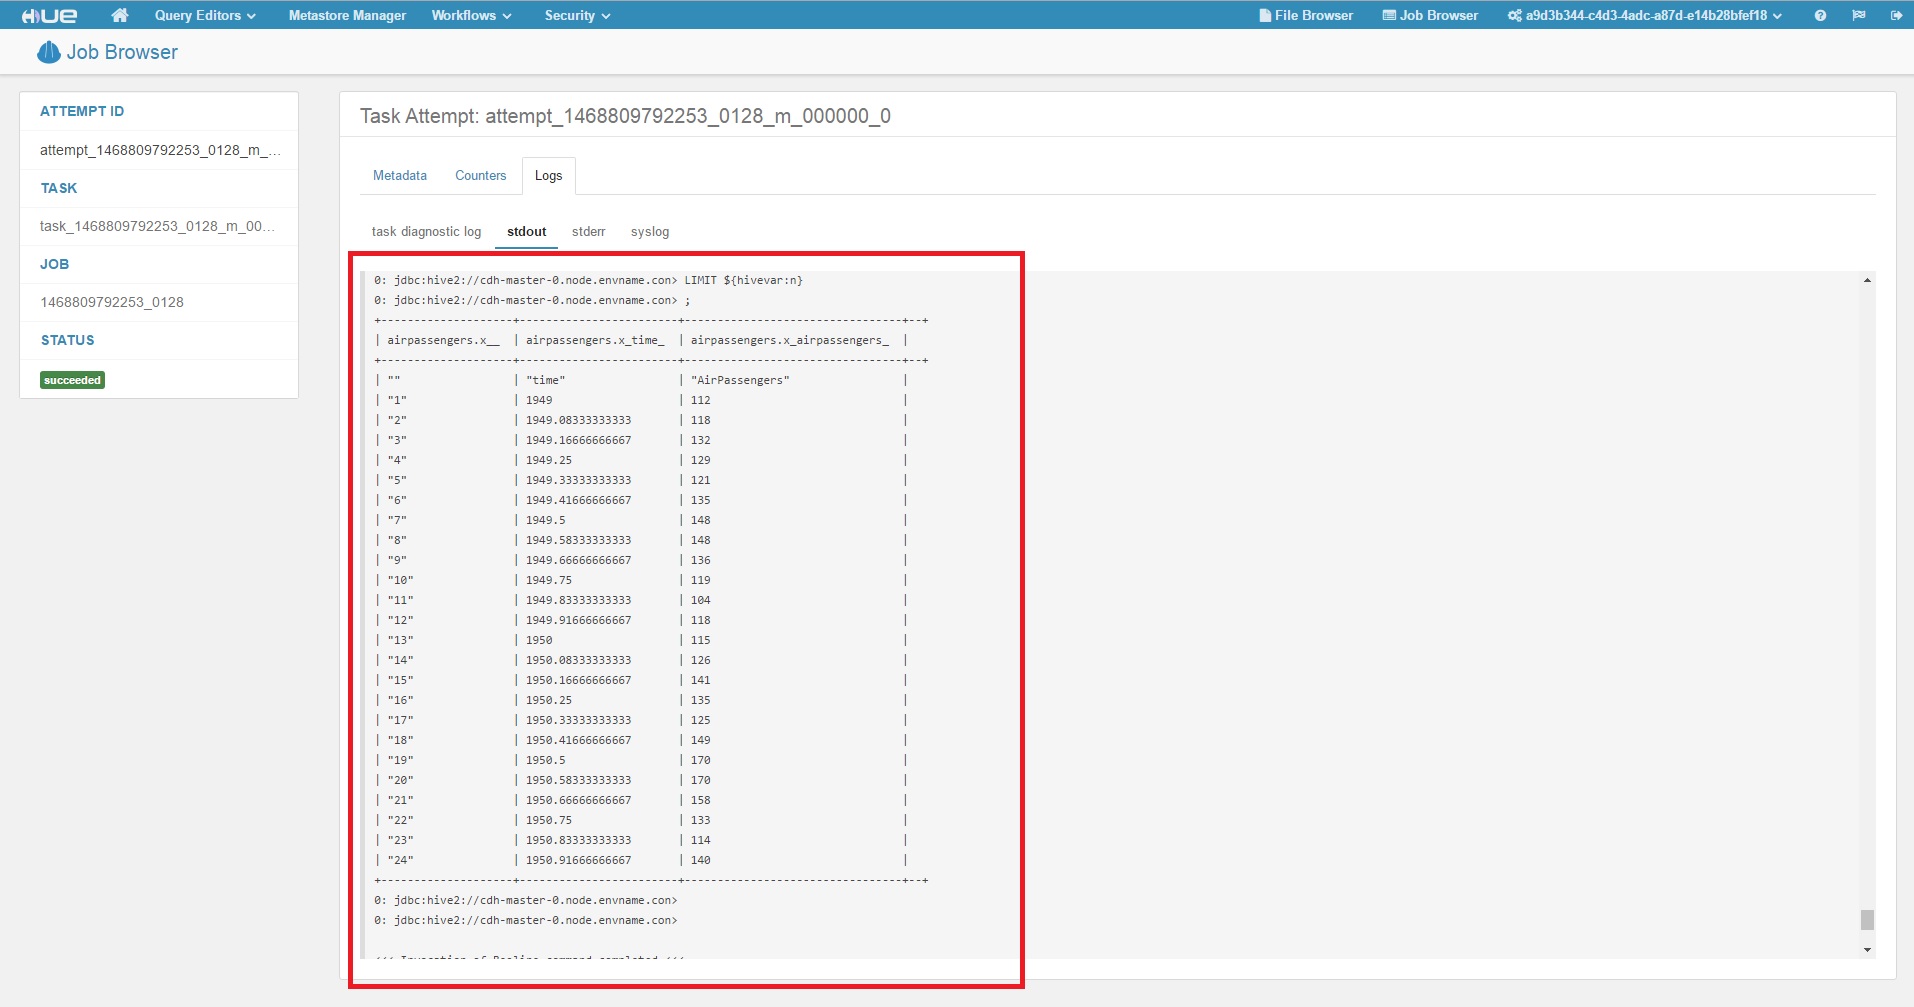 HUE Query Editors Metastore Manager Workflows Security File Browser Job Browser a9d3b344-c4d3-4adc-a87d-e14b28bfef18
Job Browser
ATTEMPT ID
attempt_1468809792253_0128_m_...
TASK
task_1468809792253_0128_m_00...
JOB
1468809792253_0128
STATUS
succeeded
Task Attempt: attempt_1468809792253_0128_m_000000_0
Metadata Counters Logs
task diagnostic log stdout stderr syslog
0: jdbc:hive2://cdh-master-0.node.envname.con> LIMIT ${hivevar:n}
0: jdbc:hive2://cdh-master-0.node.envname.con> ;
+--------------------+-------------------------+---------------------------------+--+
| airpassengers.x__ | airpassengers.x_time_ | airpassengers.x_airpassengers_ |
+--------------------+-------------------------+---------------------------------+--+
| "" | "time" | "AirPassengers" |
| "1" | 1949 | 112 |
| "2" | 1949.08333333333 | 118 |
| "3" | 1949.16666666667 | 132 |
| "4" | 1949.25 | 129 |
| "5" | 1949.33333333333 | 121 |
| "6" | 1949.41666666667 | 135 |
| "7" | 1949.5 | 148 |
| "8" | 1949.58333333333 | 148 |
| "9" | 1949.66666666667 | 136 |
| "10" | 1949.75 | 119 |
| "11" | 1949.83333333333 | 104 |
| "12" | 1949.91666666667 | 118 |
| "13" | 1950 | 115 |
| "14" | 1950.08333333333 | 126 |
| "15" | 1950.16666666667 | 141 |
| "16" | 1950.25 | 135 |
| "17" | 1950.33333333333 | 125 |
| "18" | 1950.41666666667 | 149 |
| "19" | 1950.5 | 170 |
| "20" | 1950.58333333333 | 170 |
| "21" | 1950.66666666667 | 158 |
| "22" | 1950.75 | 133 |
| "23" | 1950.83333333333 | 114 |
| "24" | 1950.91666666667 | 140 |
+--------------------+-------------------------+---------------------------------+--+
0: jdbc:hive2://cdh-master-0.node.envname.con>
0: jdbc:hive2://cdh-master-0.node.envname.con>
<<< Invocation of Beeline command completed <<<